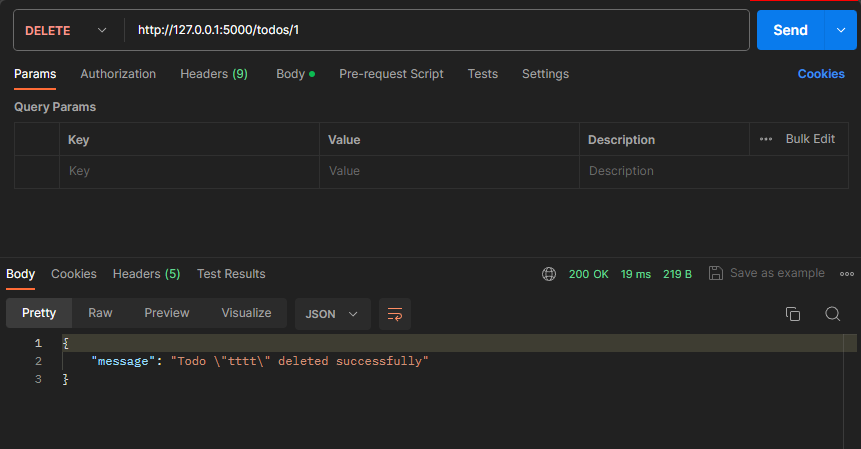 DELETE http://127.0.0.1:5000/todos/1 Send
Params Authorization Headers (9) Body Pre-request Script Tests Settings Cookies
Query Params
Key Value Description ••• Bulk Edit
Key Value Description
Body Cookies Headers (5) Test Results 200 OK 19 ms 219 B Save as example
Pretty Raw Preview Visualize JSON
1 {
2 "message": "Todo \"tttt\" deleted successfully"
3 }